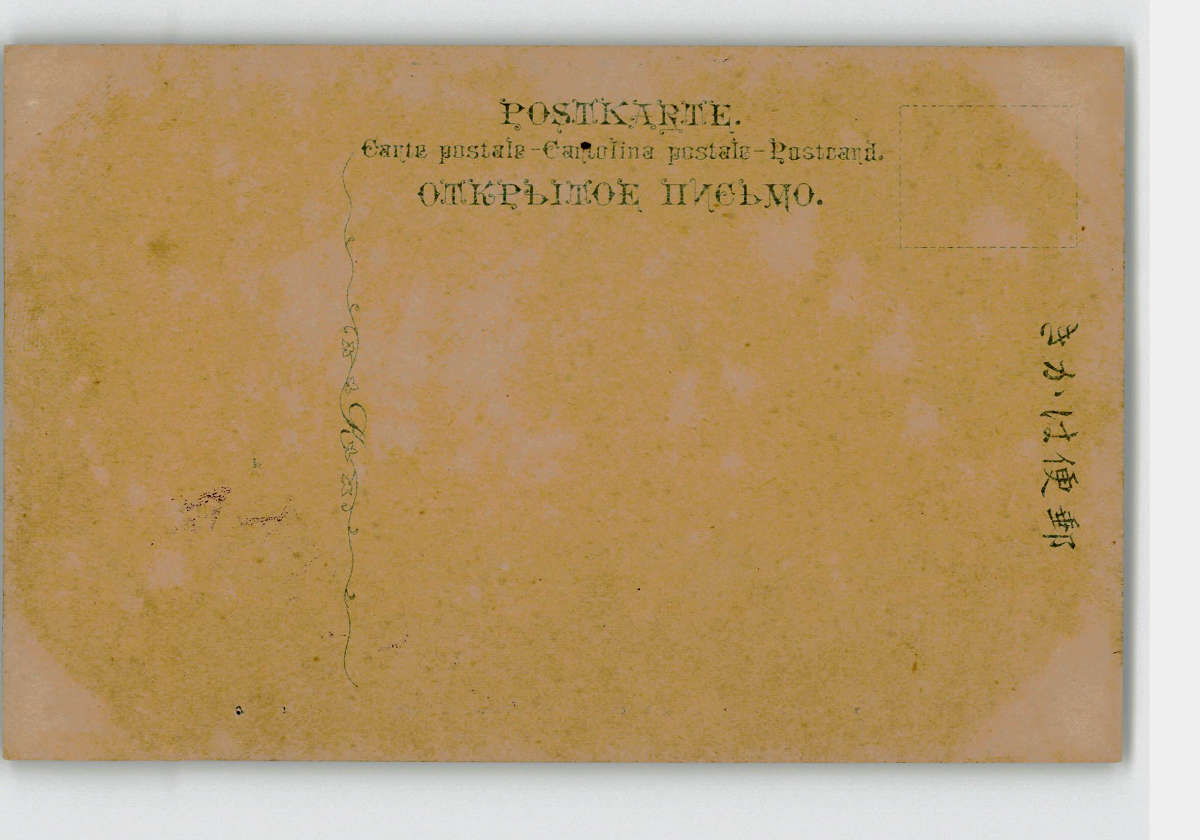 POSTKARTE.
Carte postale-Cartolina postale-Postcard.
ОТКРЫТОЕ ПИСЬМО.
郵便はかき